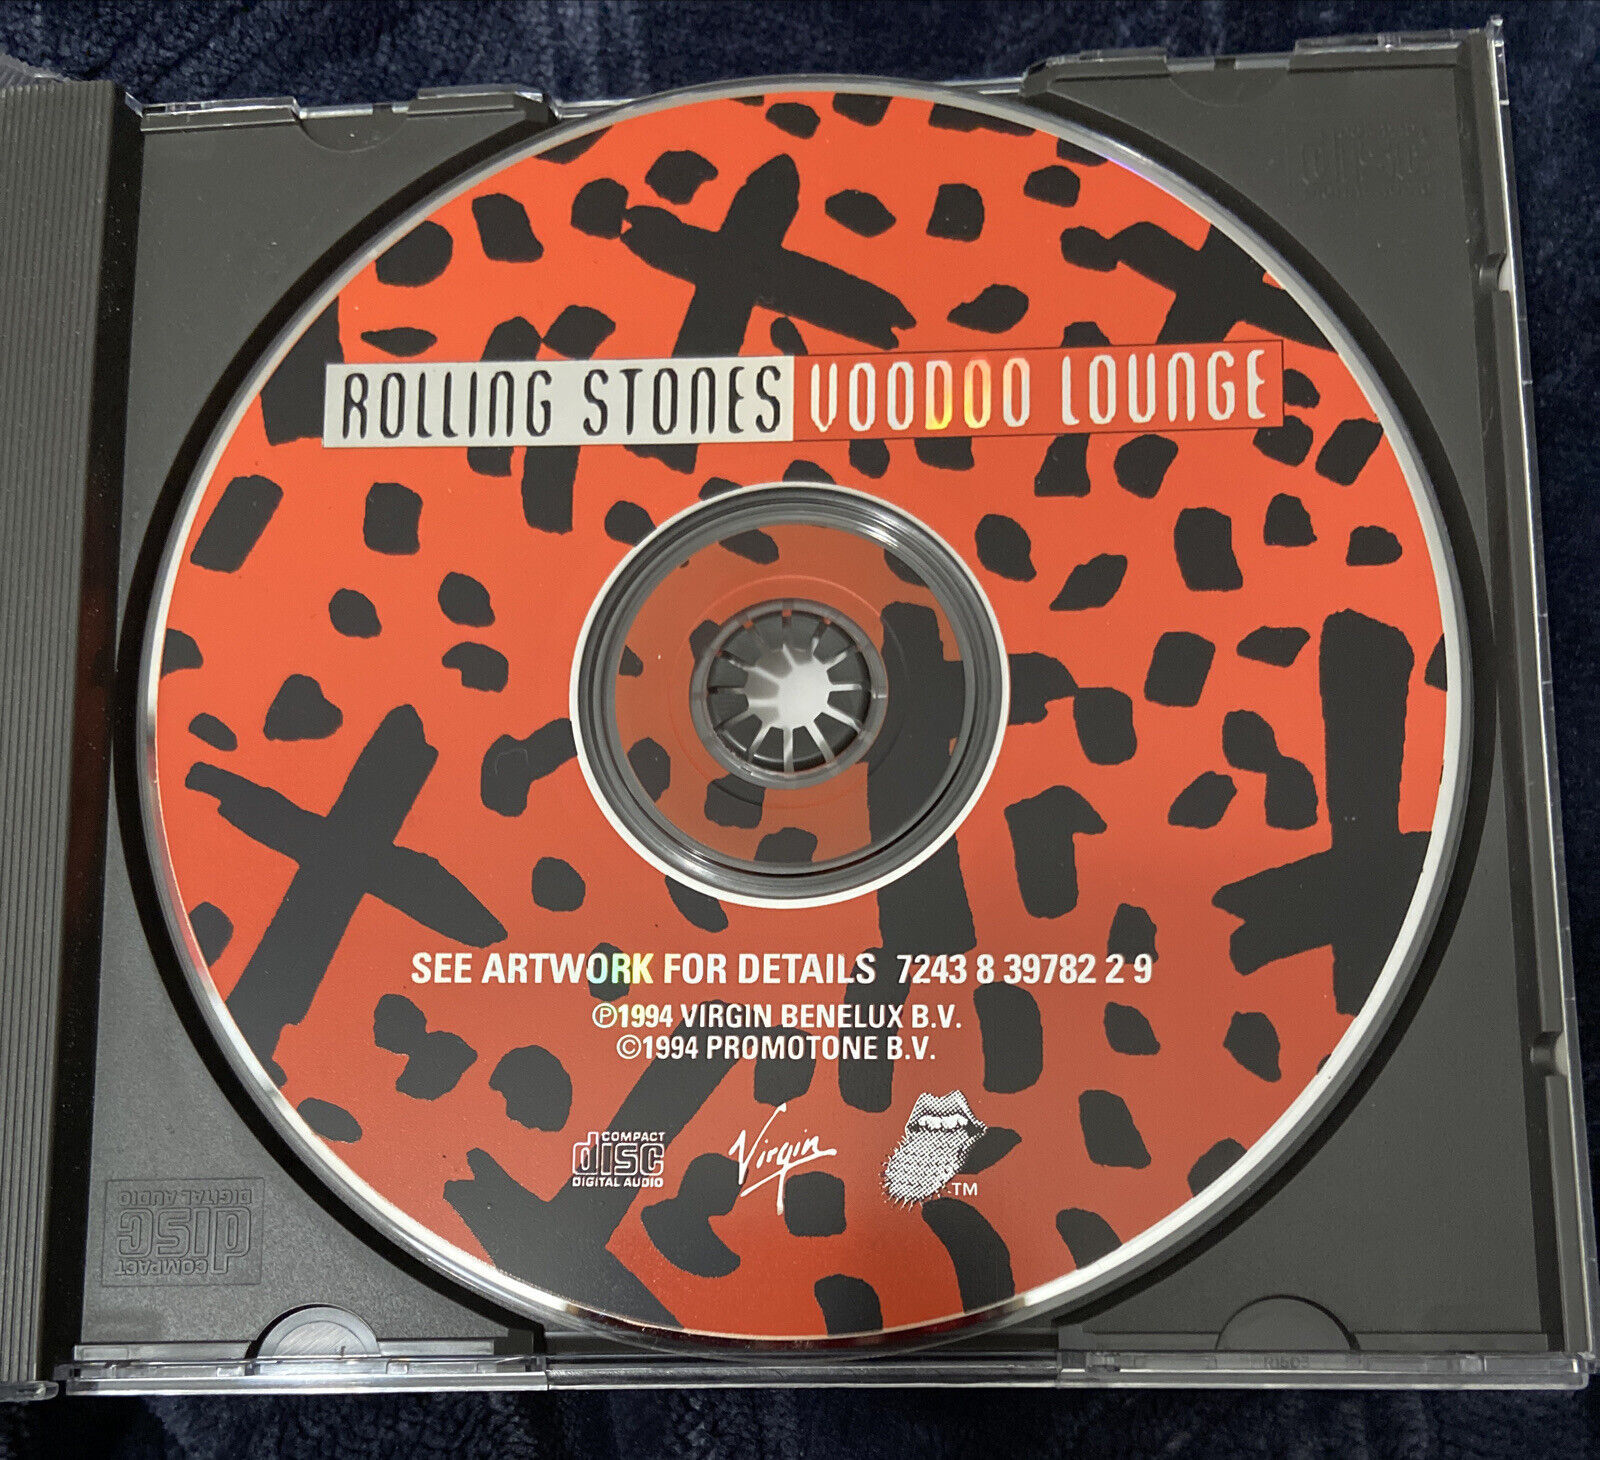 ROLLING STONES VOODOO LOUNGE
SEE ARTWORK FOR DETAILS 7243 8 39782 2 9
℗1994 VIRGIN BENELUX B.V.
©1994 PROMOTONE B.V.
COMPACT
disc
DIGITAL AUDIO
Virgin
TM
COMPACT
disc
DIGITAL AUDIO